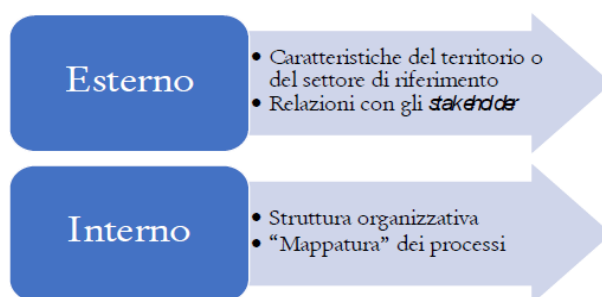 Esterno
• Caratteristiche del territorio o
del settore di riferimento
• Relazioni con gli stakeholder
Interno
• Struttura organizzativa
• “Mappatura” dei processi